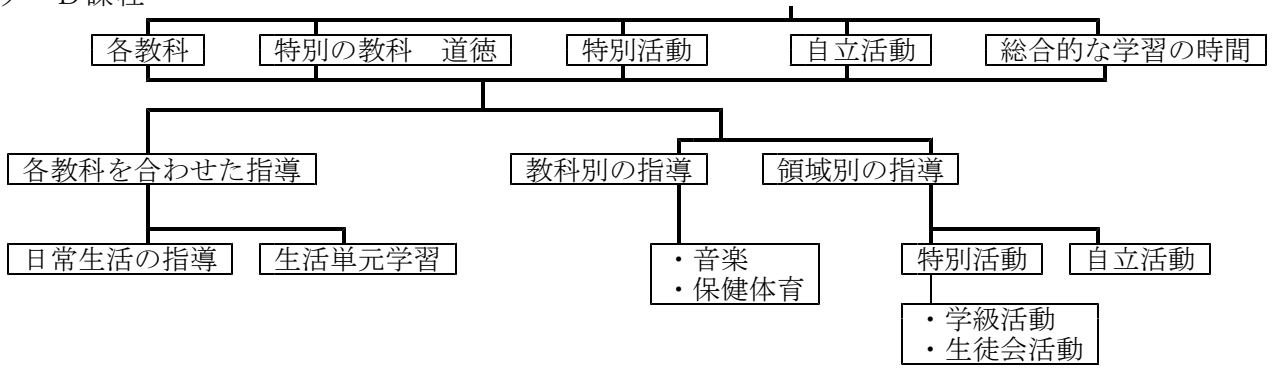 Ｂ課程
各教科
特別の教科　道徳
特別活動
自立活動
総合的な学習の時間
各教科を合わせた指導
教科別の指導
領域別の指導
日常生活の指導
生活単元学習
・音楽
・保健体育
特別活動
自立活動
・学級活動
・生徒会活動